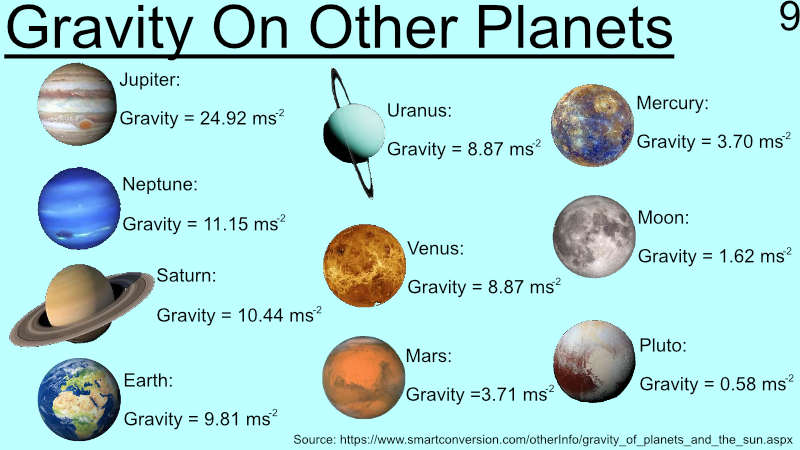 Gravity On Other Planets
9
Jupiter:
Gravity = 24.92 ms⁻²
Neptune:
Gravity = 11.15 ms⁻²
Saturn:
Gravity = 10.44 ms⁻²
Earth:
Gravity = 9.81 ms⁻²
Uranus:
Gravity = 8.87 ms⁻²
Venus:
Gravity = 8.87 ms⁻²
Mars:
Gravity =3.71 ms⁻²
Mercury:
Gravity = 3.70 ms⁻²
Moon:
Gravity = 1.62 ms⁻²
Pluto:
Gravity = 0.58 ms⁻²
Source: https://www.smartconversion.com/otherInfo/gravity_of_planets_and_the_sun.aspx